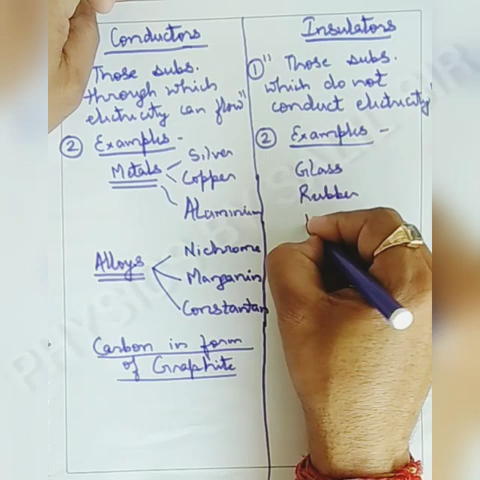 Conductors
Those subs.
through which
electricity can flow"
② Examples -
Metals
Silver
Copper
Aluminium
Alloys
Nichrome
Manganin
Constantan
Carbon in form
of Graphite
Insulators
① "Those subs.
which do not
conduct electricity"
② Examples -
Glass
Rubber